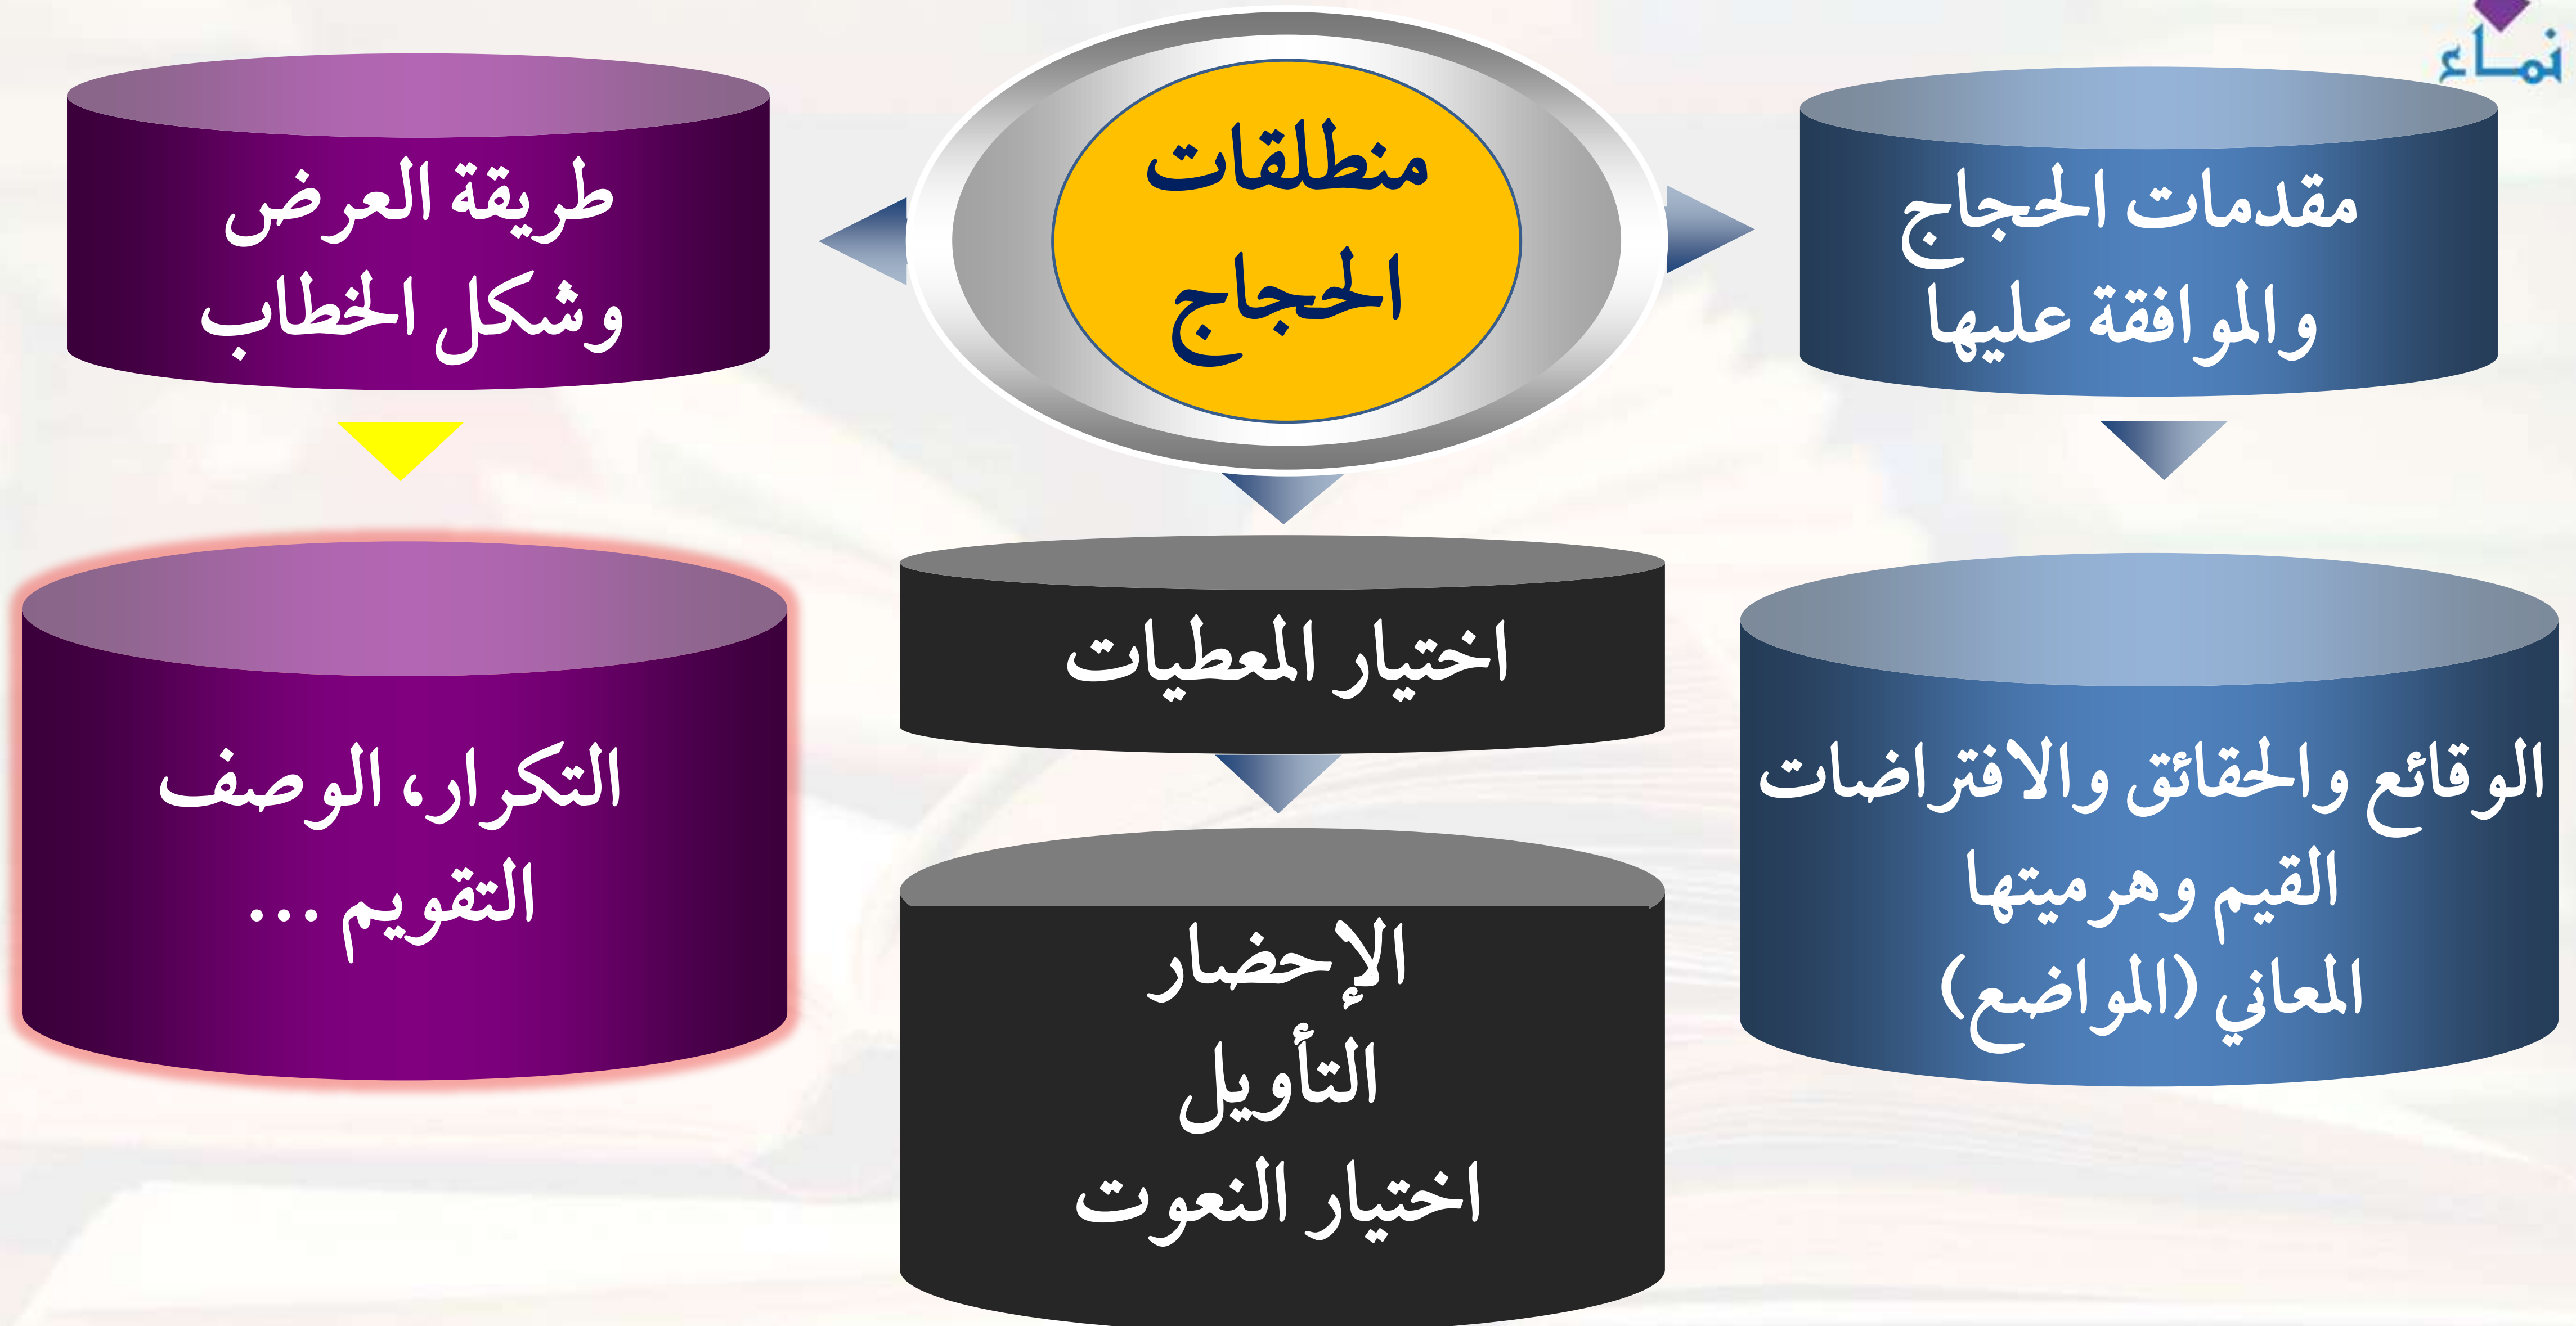 نماء
منطلقات
الحجاج
مقدمات الحجاج
والموافقة عليها
الوقائع والحقائق والافتراضات
القيم وهرميتها
المعاني (المواضع)
اختيار المعطيات
الإحضار
التأويل
اختيار النعوت
طريقة العرض
وشكل الخطاب
التكرار، الوصف
التقويم ...